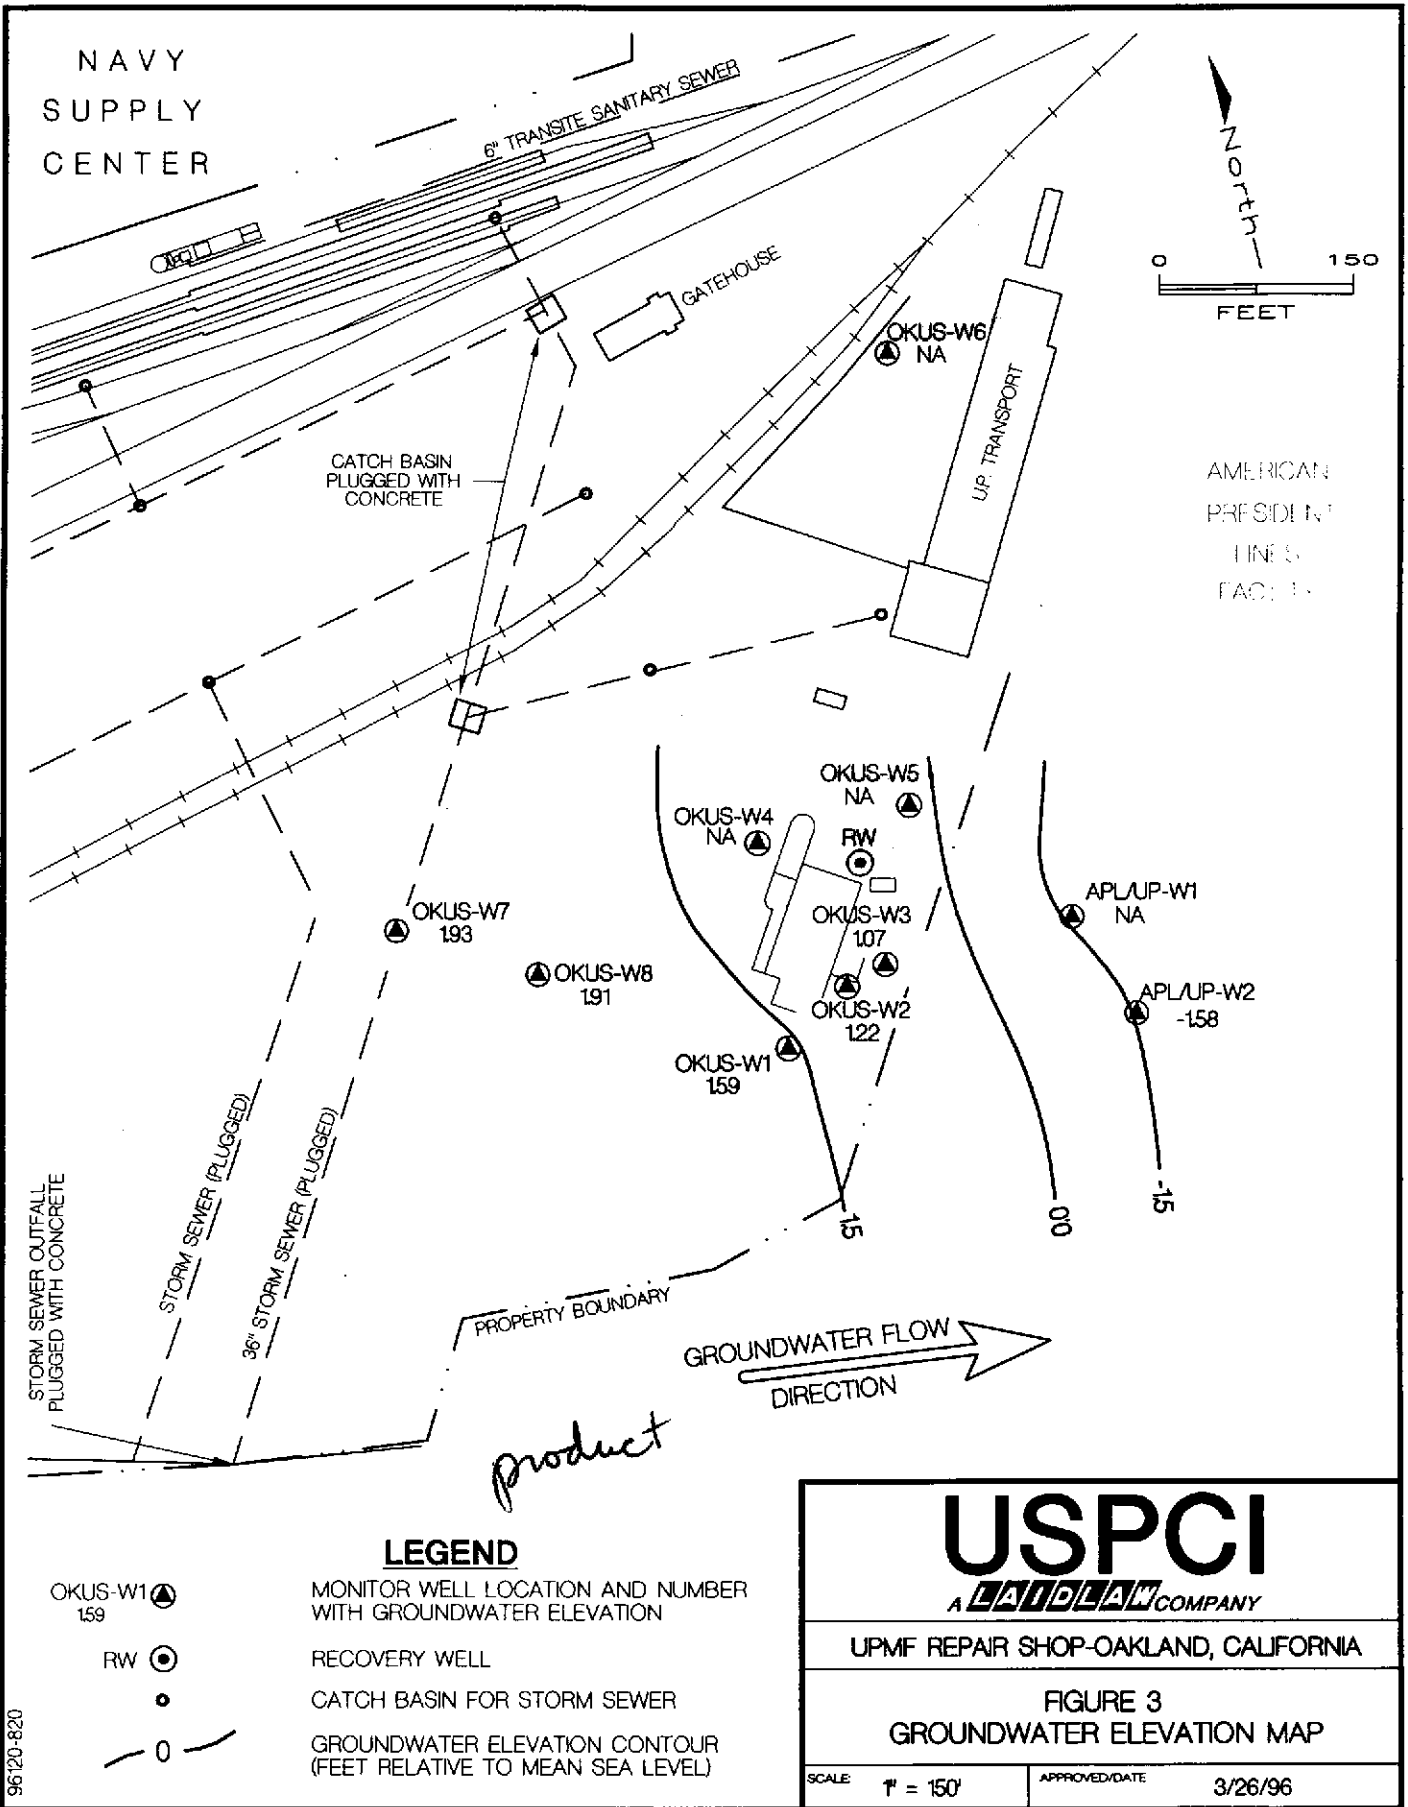 NAVY
SUPPLY
CENTER
6" TRANSITE SANITARY SEWER
North
0 150
FEET
GATEHOUSE
OKUS-W6
NA
U.P. TRANSPORT
CATCH BASIN
PLUGGED WITH
CONCRETE
AMERICAN
PRESIDENT
LINES
OKUS-W5
NA
OKUS-W4
NA
RW
OKUS-W7
1.93
OKUS-W3
1.07
APL/UP-W1
NA
OKUS-W8
1.91
OKUS-W2
1.22
APL/UP-W2
-1.58
OKUS-W1
1.59
STORM SEWER (PLUGGED)
36" STORM SEWER (PLUGGED)
STORM SEWER OUTFALL
PLUGGED WITH CONCRETE
1.5
0.0
-1.5
PROPERTY BOUNDARY
GROUNDWATER FLOW
DIRECTION
product
LEGEND
OKUS-W1
1.59
MONITOR WELL LOCATION AND NUMBER
WITH GROUNDWATER ELEVATION
RW
RECOVERY WELL
CATCH BASIN FOR STORM SEWER
0
GROUNDWATER ELEVATION CONTOUR
(FEET RELATIVE TO MEAN SEA LEVEL)
96120-820
USPCI
A LAIDLAW COMPANY
UPMF REPAIR SHOP-OAKLAND, CALIFORNIA
FIGURE 3
GROUNDWATER ELEVATION MAP
SCALE: 1" = 150'
APPROVED/DATE 3/26/96